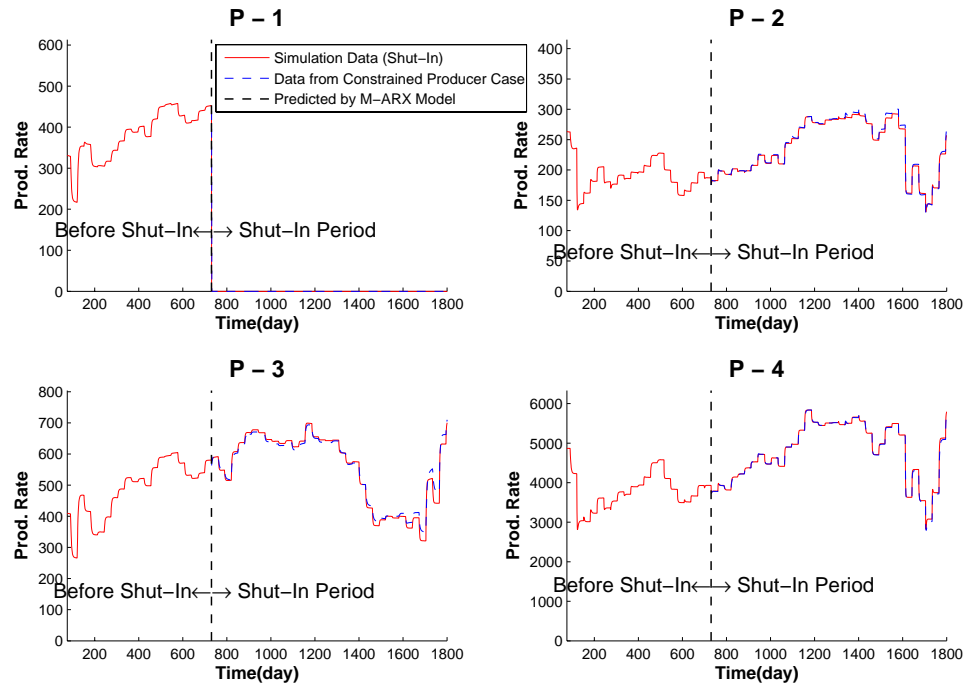 P − 1
Prod. Rate
600
500
400
300
200
100
0
Simulation Data (Shut−In)
Data from Constrained Producer Case
Predicted by M−ARX Model
Before Shut−In
Shut−In Period
200 400 600 800 1000 1200 1400 1600 1800
Time(day)
P − 2
Prod. Rate
400
350
300
250
200
150
100
50
0
Before Shut−In
Shut−In Period
200 400 600 800 1000 1200 1400 1600 1800
Time(day)
P − 3
Prod. Rate
800
700
600
500
400
300
200
100
0
Before Shut−In
Shut−In Period
200 400 600 800 1000 1200 1400 1600 1800
Time(day)
P − 4
Prod. Rate
6000
5000
4000
3000
2000
1000
0
Before Shut−In
Shut−In Period
200 400 600 800 1000 1200 1400 1600 1800
Time(day)